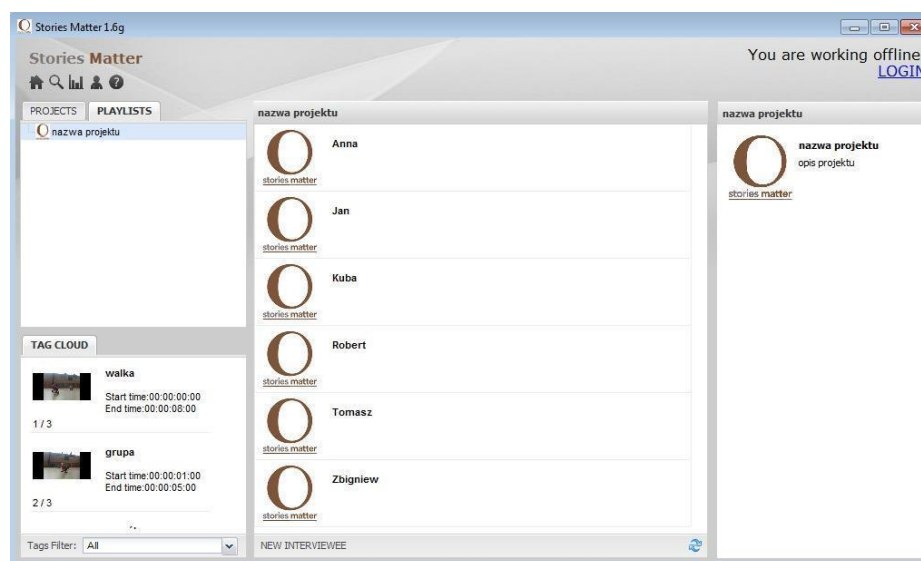 Stories Matter 1.6g
Stories Matter
You are working offline
LOGIN
PROJECTS PLAYLISTS
nazwa projektu
TAG CLOUD
walka
Start time:00:00:00:00
End time:00:00:08:00
1 / 3
grupa
Start time:00:00:01:00
End time:00:00:05:00
2 / 3
Tags Filter: All
nazwa projektu
Anna
stories matter
Jan
stories matter
Kuba
stories matter
Robert
stories matter
Tomasz
stories matter
Zbigniew
stories matter
NEW INTERVIEWEE
nazwa projektu
nazwa projektu
opis projektu
stories matter